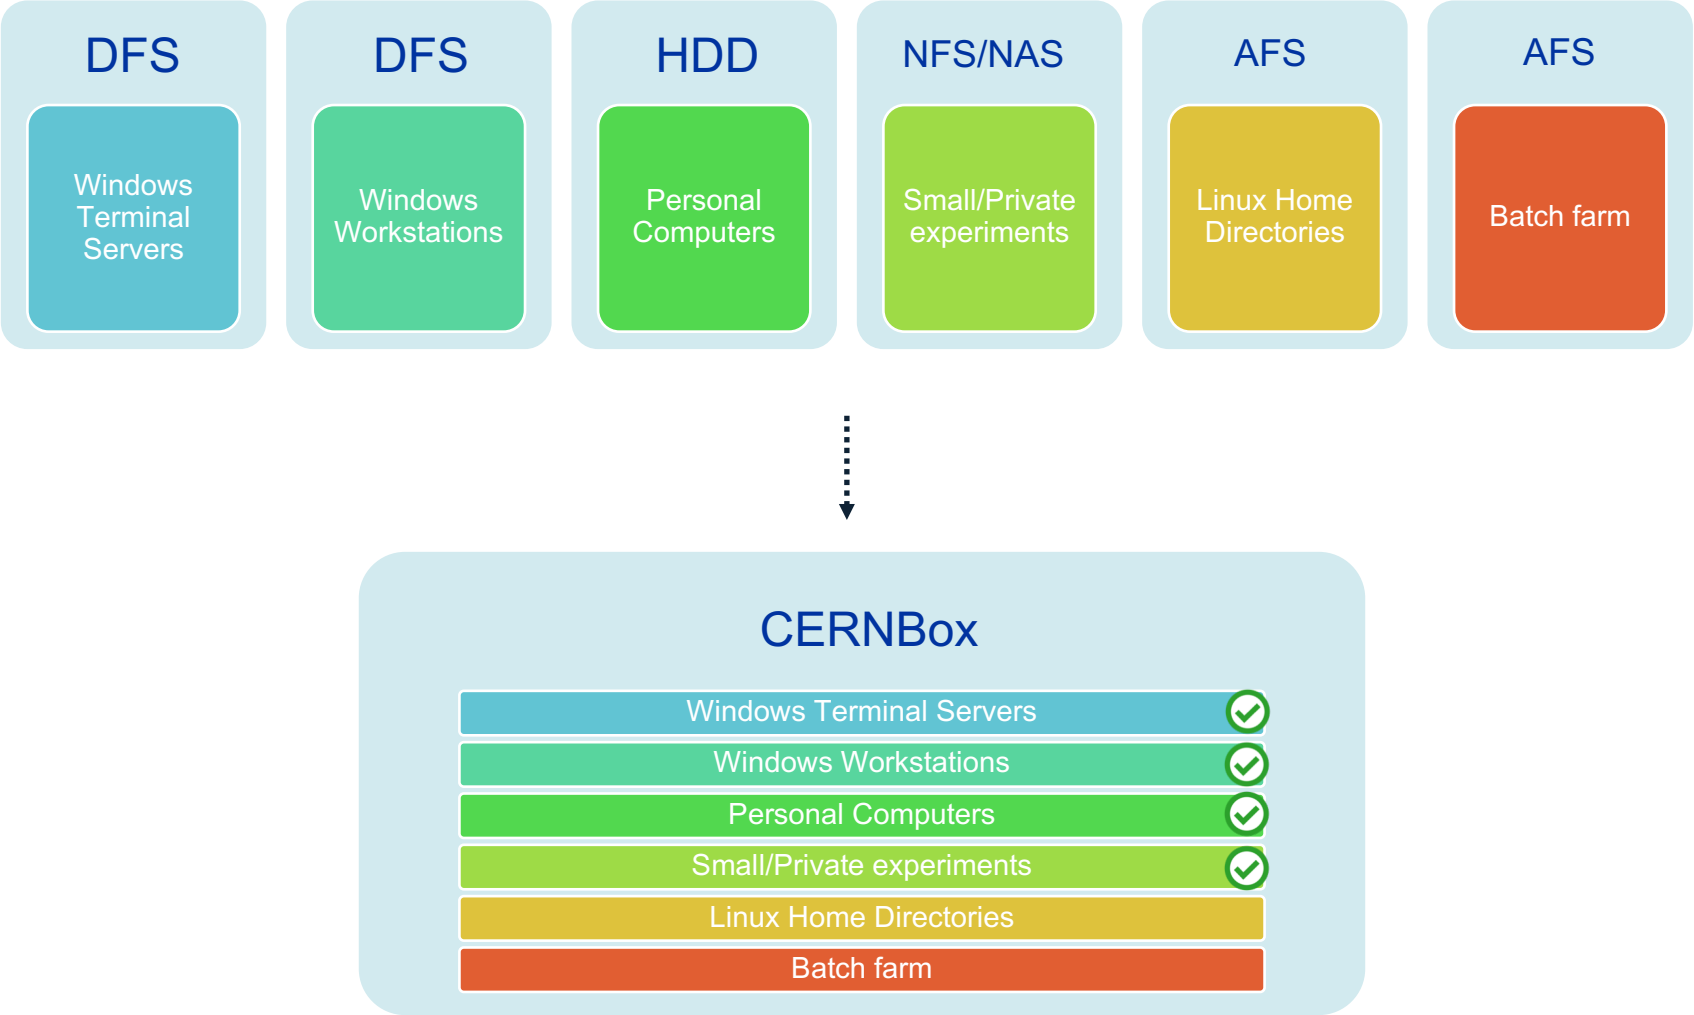 DFS
Windows
Terminal
Servers
DFS
Windows
Workstations
HDD
Personal
Computers
NFS/NAS
Small/Private
experiments
AFS
Linux Home
Directories
AFS
Batch farm
CERNBox
Windows Terminal Servers
Windows Workstations
Personal Computers
Small/Private experiments
Linux Home Directories
Batch farm